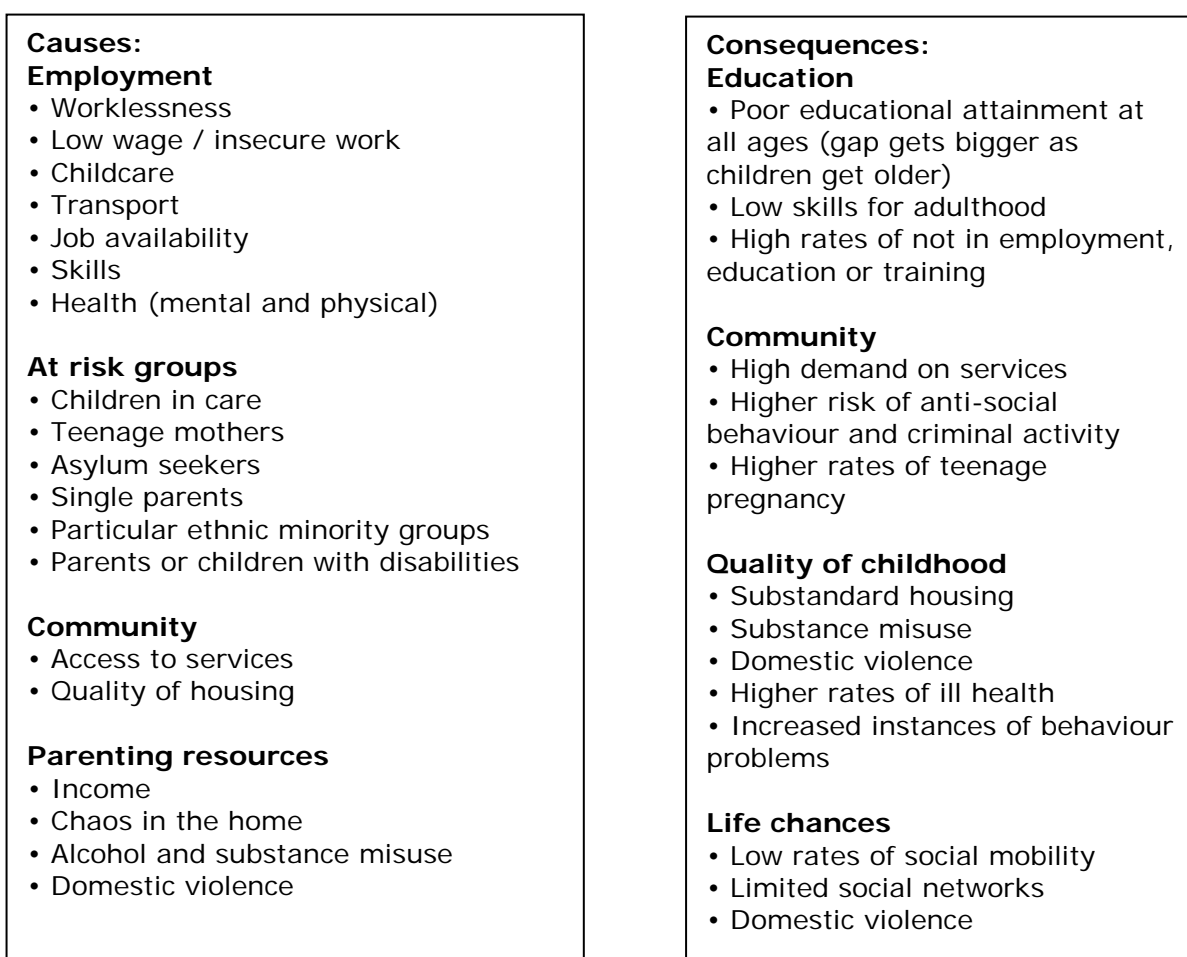 Causes:
Employment
• Worklessness
• Low wage / insecure work
• Childcare
• Transport
• Job availability
• Skills
• Health (mental and physical)
At risk groups
• Children in care
• Teenage mothers
• Asylum seekers
• Single parents
• Particular ethnic minority groups
• Parents or children with disabilities
Community
• Access to services
• Quality of housing
Parenting resources
• Income
• Chaos in the home
• Alcohol and substance misuse
• Domestic violence
Consequences:
Education
• Poor educational attainment at
all ages (gap gets bigger as
children get older)
• Low skills for adulthood
• High rates of not in employment,
education or training
Community
• High demand on services
• Higher risk of anti-social
behaviour and criminal activity
• Higher rates of teenage
pregnancy
Quality of childhood
• Substandard housing
• Substance misuse
• Domestic violence
• Higher rates of ill health
• Increased instances of behaviour
problems
Life chances
• Low rates of social mobility
• Limited social networks
• Domestic violence